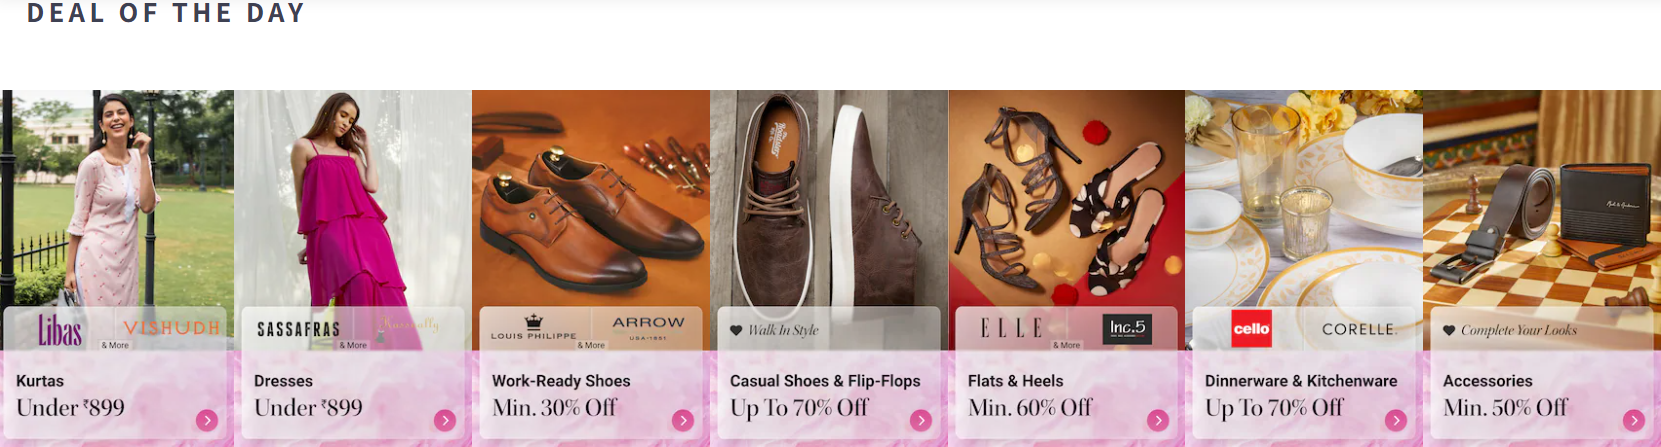 DEAL OF THE DAY
Libas
VISHUDH
& More
Kurtas
Under ₹899
SASSAFRAS
& More
Dresses
Under ₹899
LOUIS PHILIPPE
ARROW
USA-1851
& More
Work-Ready Shoes
Min. 30% Off
Walk In Style
Casual Shoes & Flip-Flops
Up To 70% Off
ELLE
Inc.5
& More
Flats & Heels
Min. 60% Off
cello
CORELLE.
Dinnerware & Kitchenware
Up To 70% Off
Complete Your Looks
Accessories
Min. 50% Off